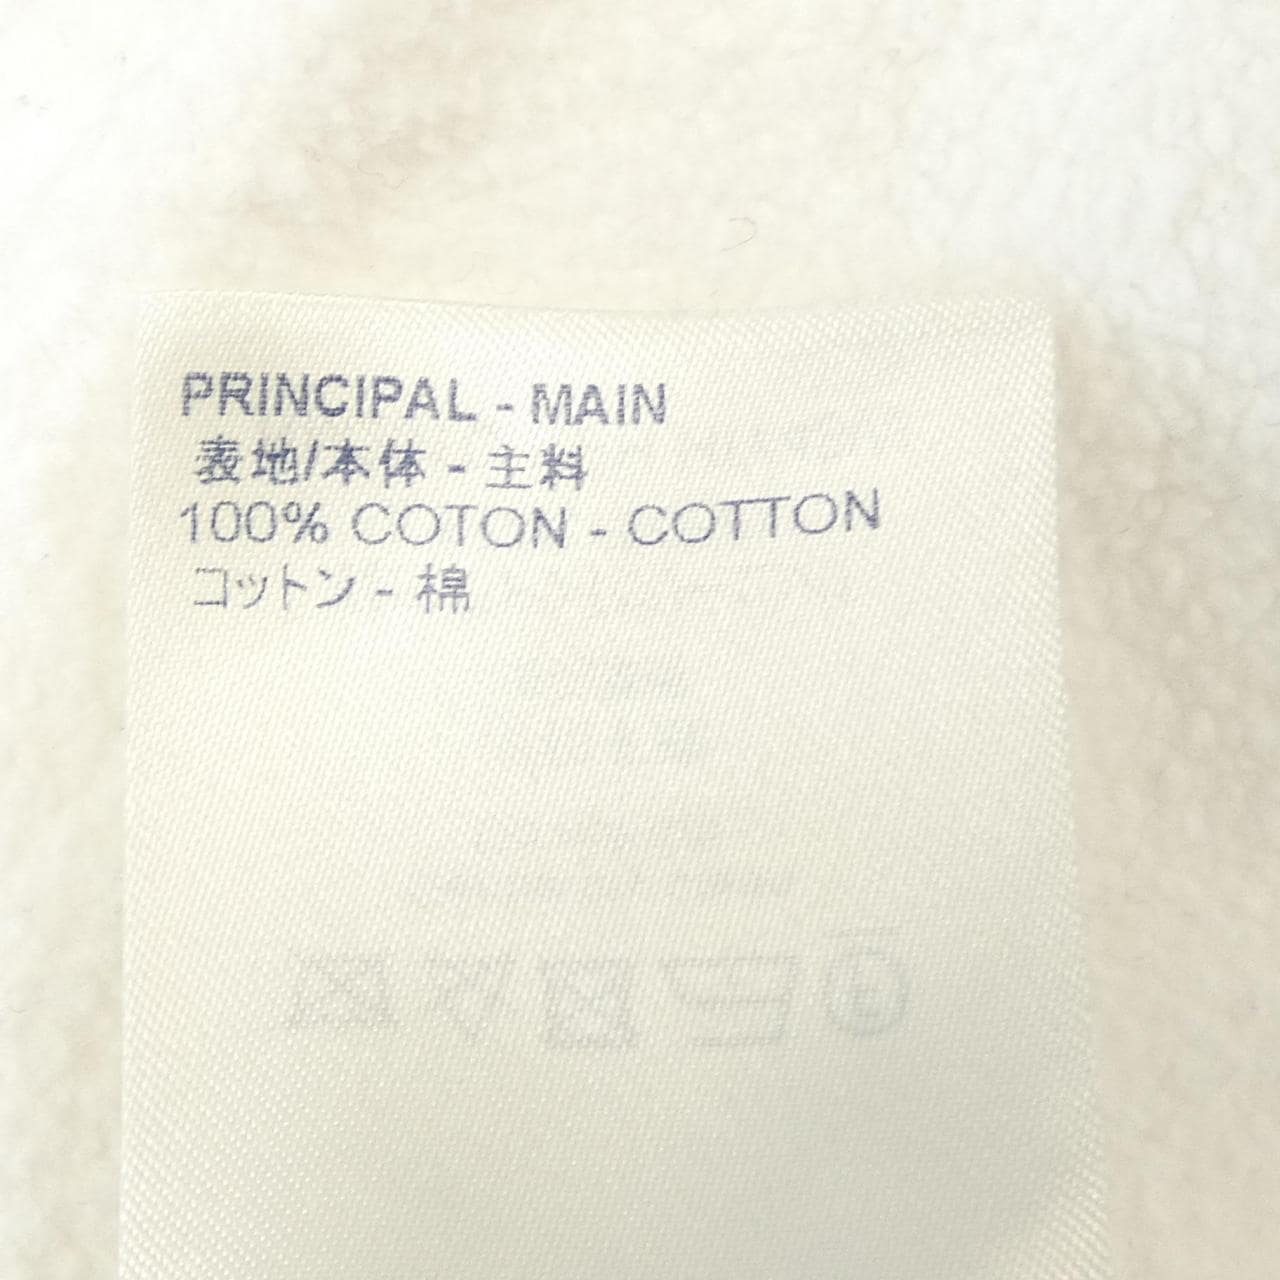 PRINCIPAL - MAIN
表地/本体 - 主料
100% COTON - COTTON
コットン - 棉